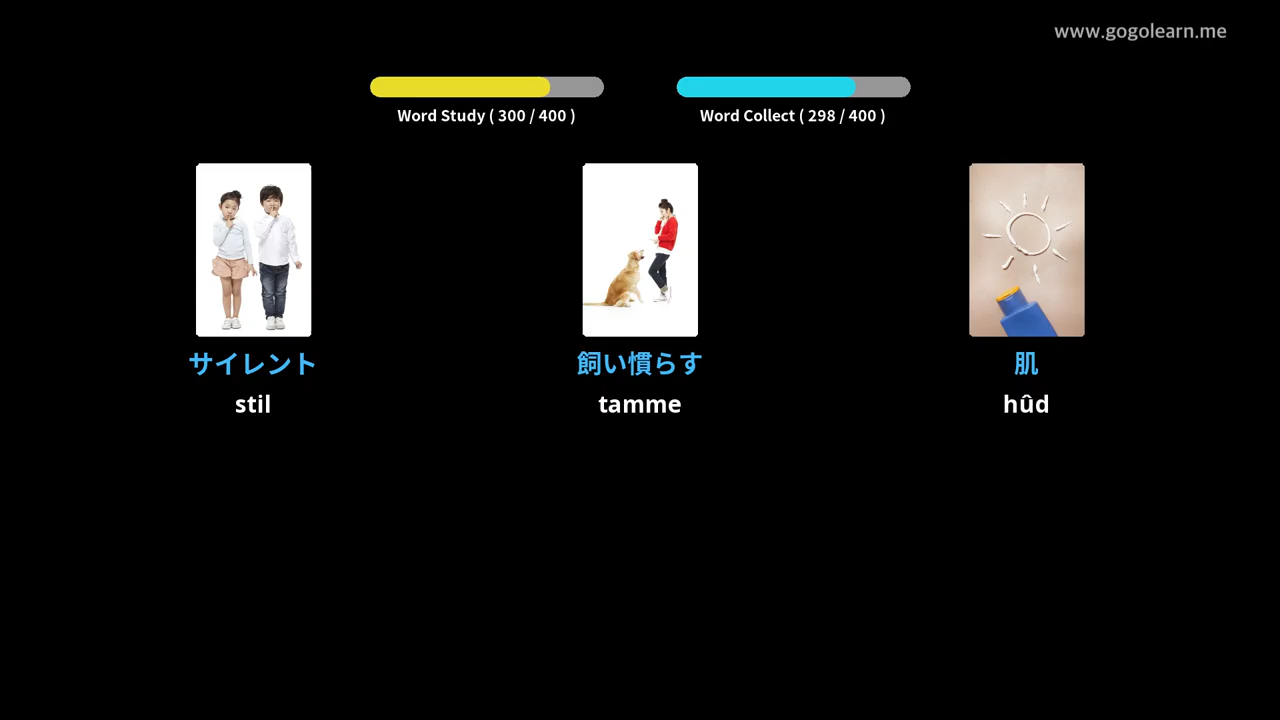 www.gogolearn.me
Word Study ( 300 / 400 )
Word Collect ( 298 / 400 )
サイレント
stil
飼い慣らす
tamme
肌
hûd